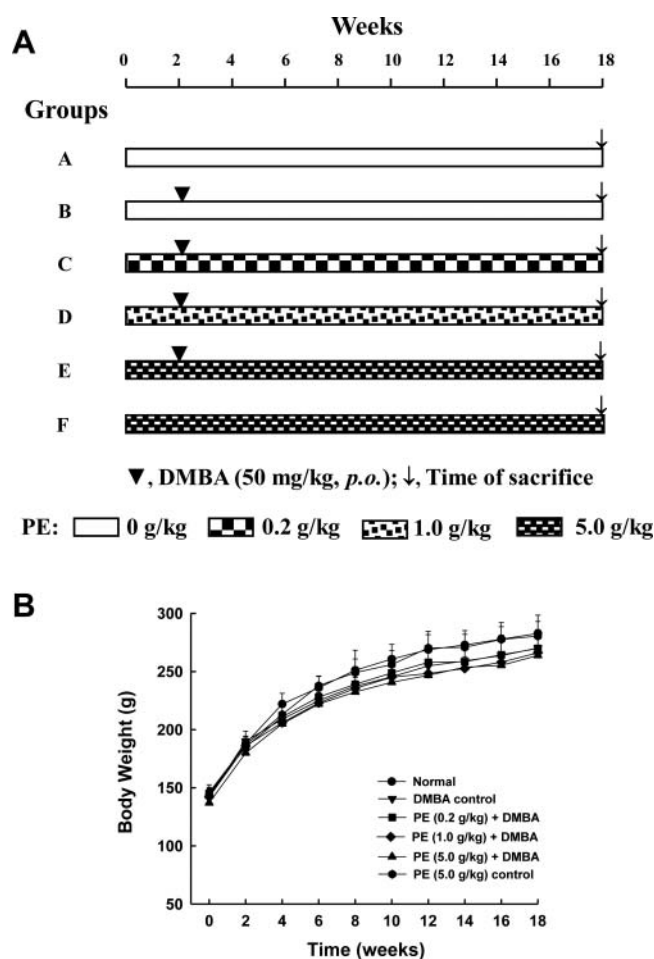 Weeks
A
0 2 4 6 8 10 12 14 16 18
Groups
A
B
C
D
E
F
▼, DMBA (50 mg/kg, p.o.); ↓, Time of sacrifice
PE: 0 g/kg 0.2 g/kg 1.0 g/kg 5.0 g/kg
B
300
250
200
150
100
50
Body Weight (g)
Normal
DMBA control
PE (0.2 g/kg) + DMBA
PE (1.0 g/kg) + DMBA
PE (5.0 g/kg) + DMBA
PE (5.0 g/kg) control
0 2 4 6 8 10 12 14 16 18
Time (weeks)